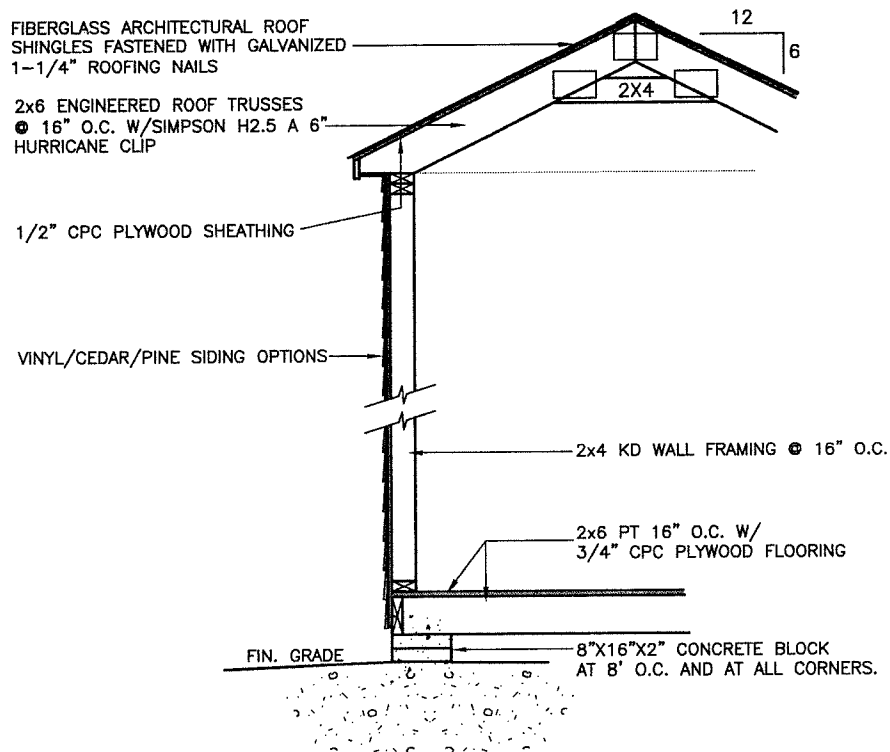 FIBERGLASS ARCHITECTURAL ROOF
SHINGLES FASTENED WITH GALVANIZED
1-1/4" ROOFING NAILS
12
6
2x6 ENGINEERED ROOF TRUSSES
@ 16" O.C. W/SIMPSON H2.5 A 6"
HURRICANE CLIP
2X4
1/2" CPC PLYWOOD SHEATHING
VINYL/CEDAR/PINE SIDING OPTIONS
2x4 KD WALL FRAMING @ 16" O.C.
2x6 PT 16" O.C. W/
3/4" CPC PLYWOOD FLOORING
FIN. GRADE
8"X16"X2" CONCRETE BLOCK
AT 8' O.C. AND AT ALL CORNERS.